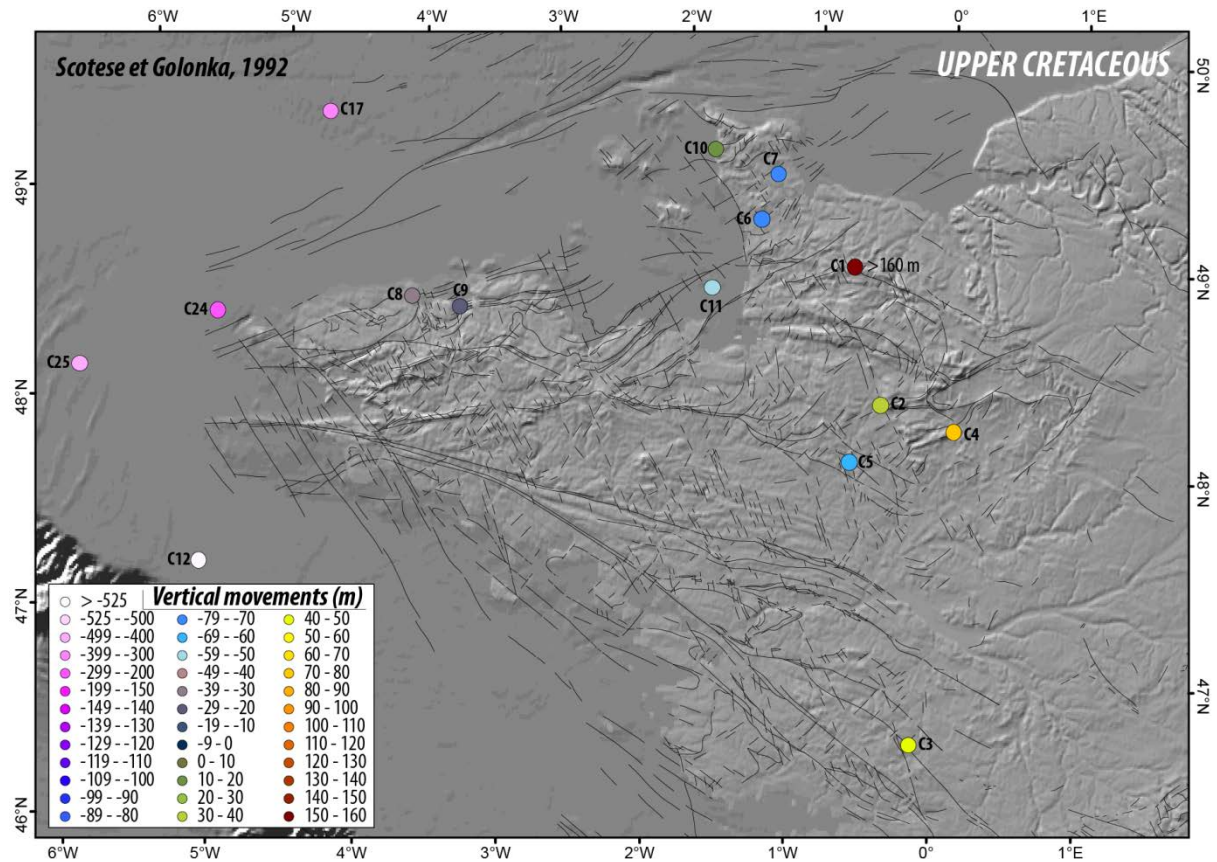 6°W 5°W 4°W 3°W 2°W 1°W 0° 1°E
Scotese et Golonka, 1992
UPPER CRETACEOUS
50°N
C17
C10
C7
49°N
C6
C1 > 160 m
49°N
C8
C9
C11
C24
C25
48°N
C2
C4
C5
48°N
C12
47°N
47°N
C3
46°N
Vertical movements (m)
> -525
-525 - -500
-499 - -400
-399 - -300
-299 - -200
-199 - -150
-149 - -140
-139 - -130
-129 - -120
-119 - -110
-109 - -100
-99 - -90
-89 - -80
-79 - -70
-69 - -60
-59 - -50
-49 - -40
-39 - -30
-29 - -20
-19 - -10
-9 - 0
0 - 10
10 - 20
20 - 30
30 - 40
40 - 50
50 - 60
60 - 70
70 - 80
80 - 90
90 - 100
100 - 110
110 - 120
120 - 130
130 - 140
140 - 150
150 - 160
6°W 5°W 4°W 3°W 2°W 1°W 0° 1°E